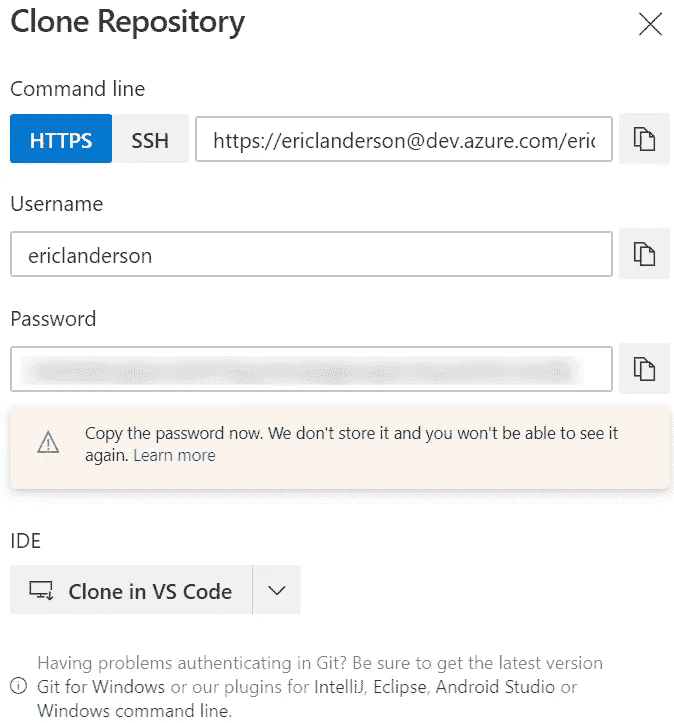 Clone Repository
Command line
HTTPS
SSH
https://ericlanderson@dev.azure.com/eric
Username
ericlanderson
Password
Copy the password now. We don't store it and you won't be able to see it
again. Learn more
IDE
Clone in VS Code
Having problems authenticating in Git? Be sure to get the latest version
Git for Windows or our plugins for IntelliJ, Eclipse, Android Studio or
Windows command line.